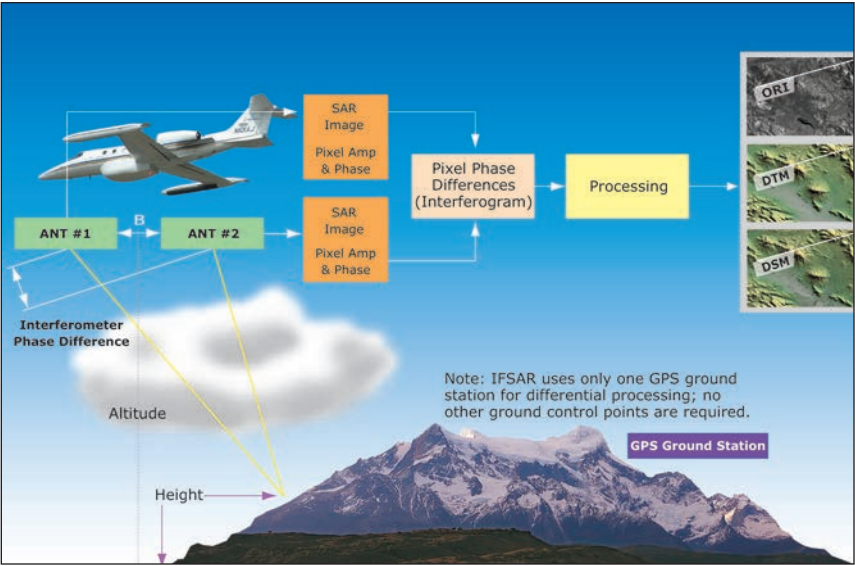 SAR
Image
Pixel Amp
& Phase
ORI
Pixel Phase
Differences
(Interferogram)
Processing
DTM
ANT #1
B
ANT #2
SAR
Image
Pixel Amp
& Phase
DSM
Interferometer
Phase Difference
Note: IFSAR uses only one GPS ground
station for differential processing; no
other ground control points are required.
Altitude
GPS Ground Station
Height